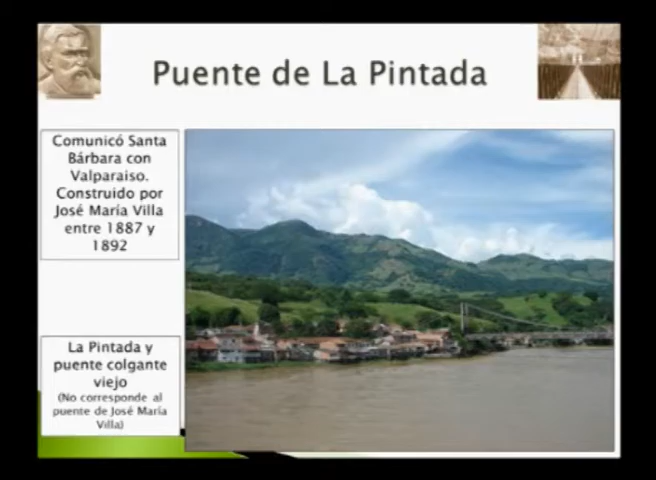 Puente de La Pintada
Comunicó Santa
Bárbara con
Valparaiso.
Construido por
José María Villa
entre 1887 y
1892
La Pintada y
puente colgante
viejo
(No corresponde al
puente de José María
Villa)